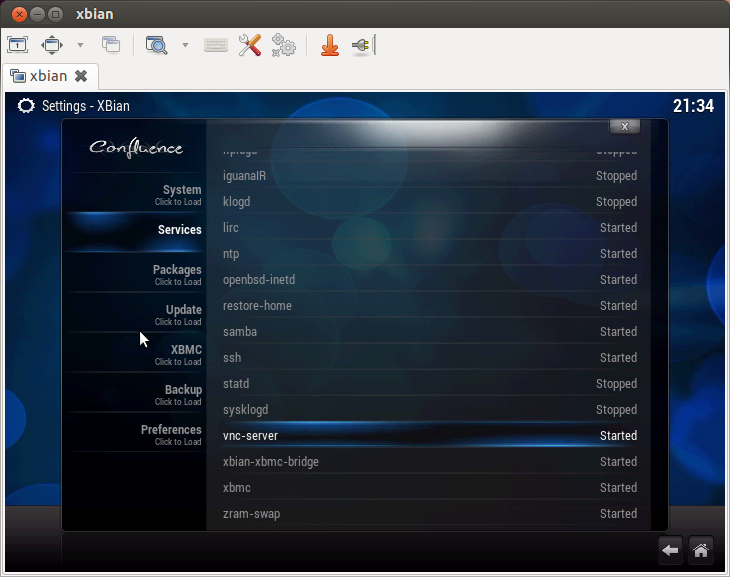 xbian
xbian
Settings - XBian
21:34
Confluence
X
System
Click to Load
Services
Packages
Click to Load
Update
Click to Load
XBMC
Click to Load
Backup
Click to Load
Preferences
Click to Load
Stopped
iguanaIR Stopped
klogd Stopped
lirc Started
ntp Started
openbsd-inetd Started
restore-home Started
samba Started
ssh Started
statd Stopped
sysklogd Stopped
vnc-server Started
xbian-xbmc-bridge Started
xbmc Started
zram-swap Started